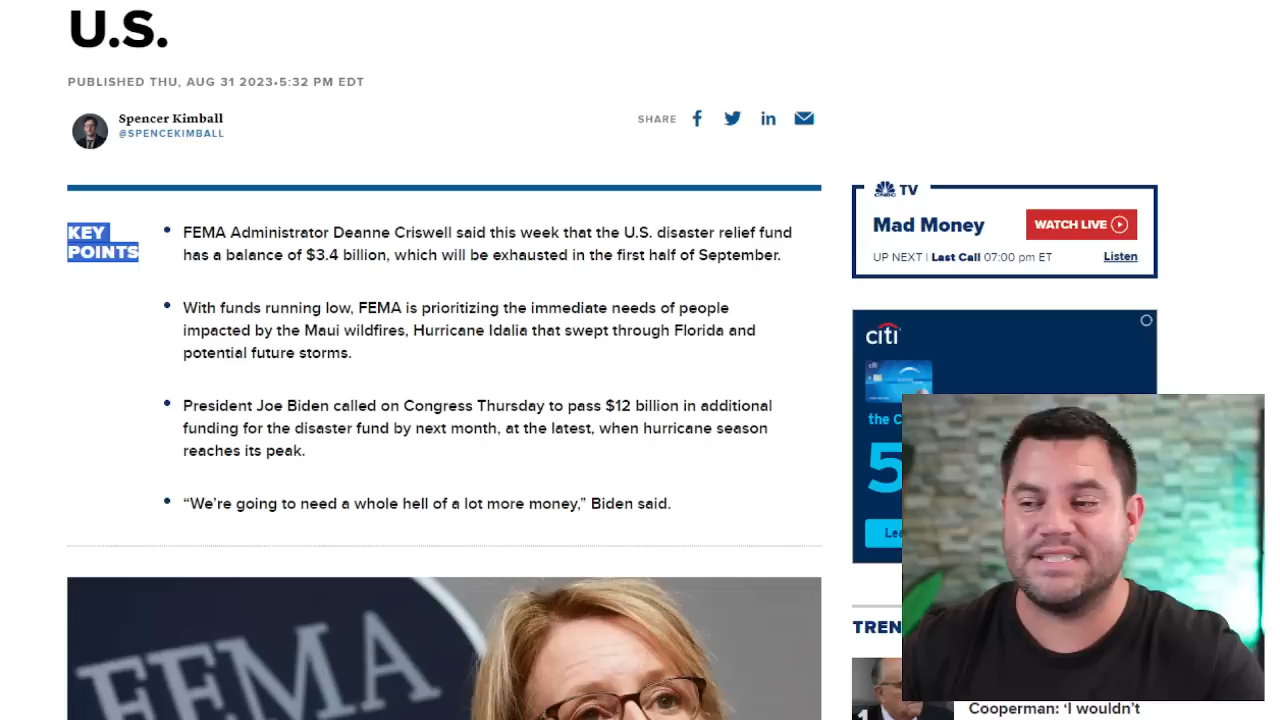 U.S.
PUBLISHED THU, AUG 31 2023•5:32 PM EDT
Spencer Kimball
@SPENCEKIMBALL
SHARE
KEY
POINTS
FEMA Administrator Deanne Criswell said this week that the U.S. disaster relief fund
has a balance of $3.4 billion, which will be exhausted in the first half of September.
With funds running low, FEMA is prioritizing the immediate needs of people
impacted by the Maui wildfires, Hurricane Idalia that swept through Florida and
potential future storms.
President Joe Biden called on Congress Thursday to pass $12 billion in additional
funding for the disaster fund by next month, at the latest, when hurricane season
reaches its peak.
“We’re going to need a whole hell of a lot more money,” Biden said.
FEMA
CNBC TV
Mad Money
WATCH LIVE
UP NEXT | Last Call 07:00 pm ET
Listen
citi
the C
5
Lea
TREN
1
Cooperman: ‘I wouldn’t